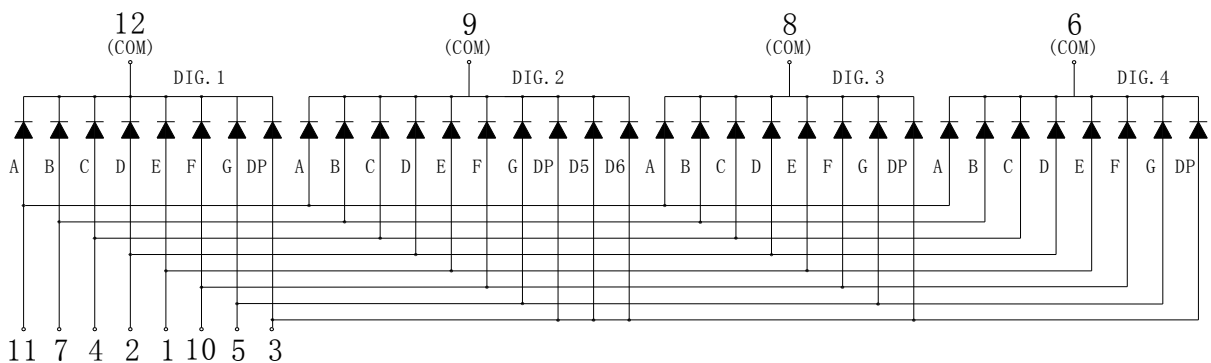 12 9 8 6
(COM) (COM) (COM) (COM)
DIG.1 DIG.2 DIG.3 DIG.4
A B C D E F G DP A B C D E F G DP D5 D6 A B C D E F G DP A B C D E F G DP
11 7 4 2 1 10 5 3